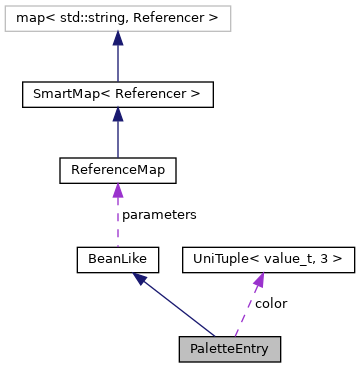 map< std::string, Referencer >
SmartMap< Referencer >
ReferenceMap
parameters
BeanLike
UniTuple< value_t, 3 >
color
PaletteEntry